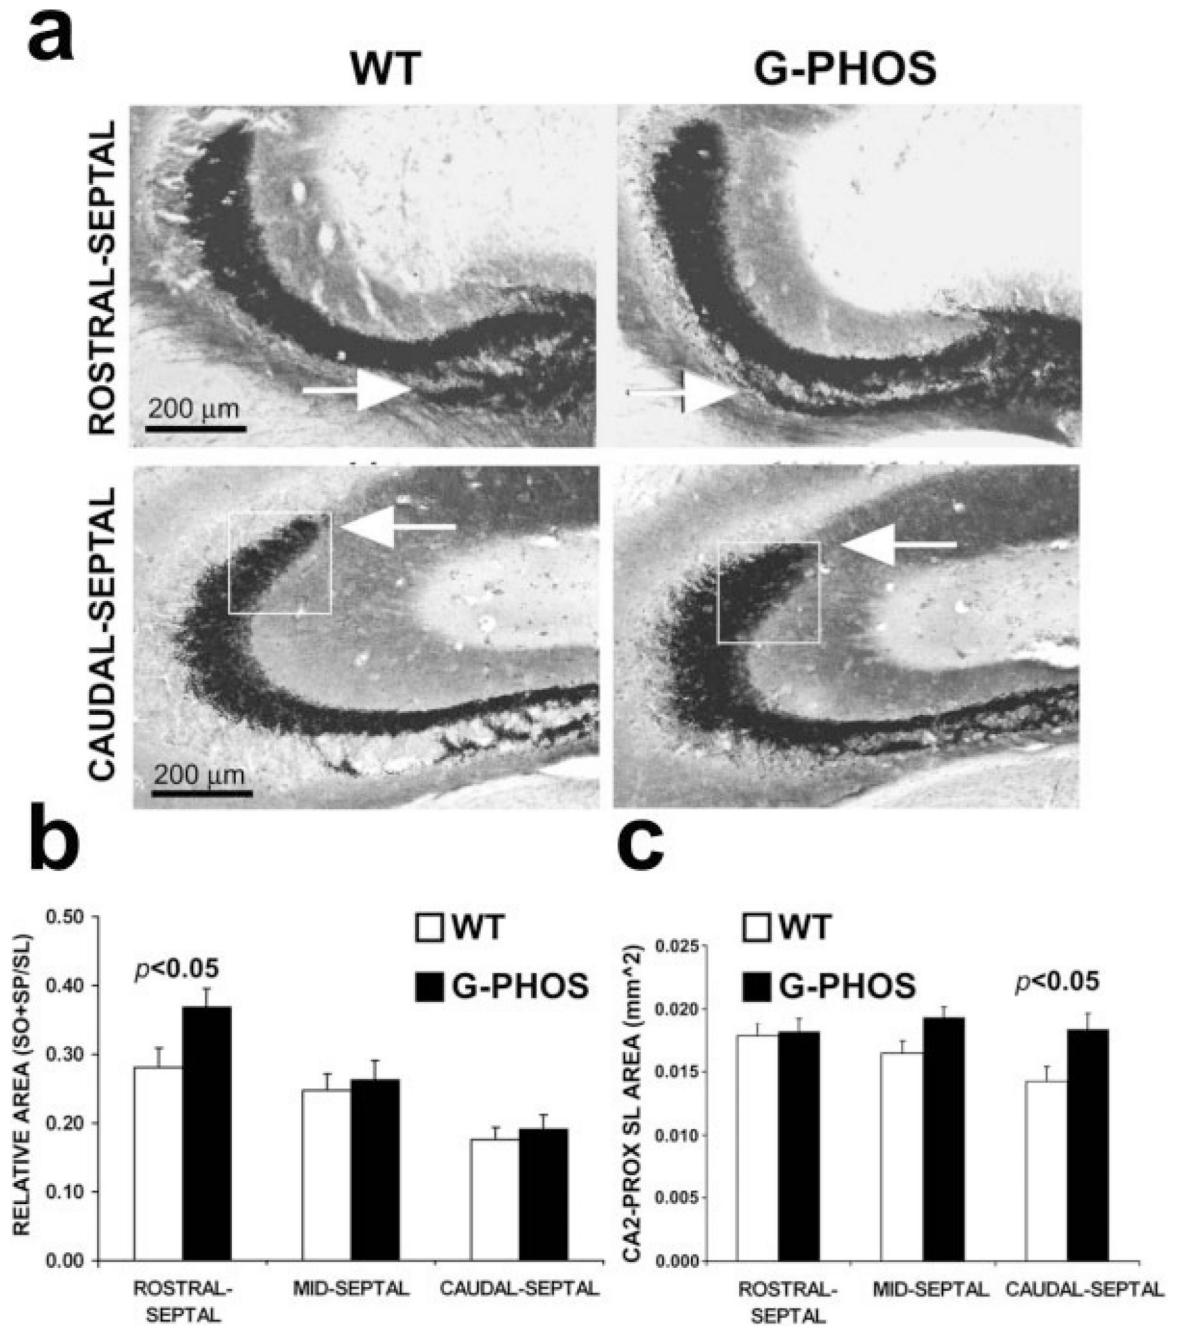 a
WT
G-PHOS
ROSTRAL-SEPTAL
200 µm
CAUDAL-SEPTAL
200 µm
b
RELATIVE AREA (SO+SP/SL)
0.50
0.40
0.30
0.20
0.10
0.00
p<0.05
WT
G-PHOS
ROSTRAL-
SEPTAL
MID-SEPTAL
CAUDAL-SEPTAL
c
CA2-PROX SL AREA (mm^2)
0.025
0.020
0.015
0.010
0.005
0.000
WT
G-PHOS
p<0.05
ROSTRAL-
SEPTAL
MID-SEPTAL
CAUDAL-SEPTAL